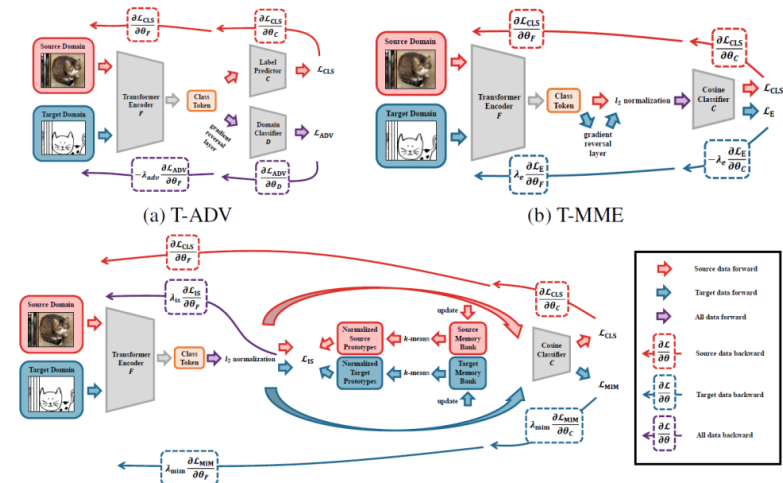 ∂ℒ_CLS / ∂θ_F
∂ℒ_CLS / ∂θ_C
Source Domain
Target Domain
Transformer
Encoder
F
Class
Token
gradient
reversal
layer
Label
Predictor
C
Domain
Classifier
D
ℒ_CLS
ℒ_ADV
−λ_adv ∂ℒ_ADV / ∂θ_F
∂ℒ_ADV / ∂θ_D
(a) T-ADV
∂ℒ_CLS / ∂θ_F
∂ℒ_CLS / ∂θ_C
Source Domain
Target Domain
Transformer
Encoder
F
Class
Token
l₂ normalization
gradient
reversal
layer
Cosine
Classifier
C
ℒ_CLS
ℒ_E
λ_e ∂ℒ_E / ∂θ_F
−λ_e ∂ℒ_E / ∂θ_C
(b) T-MME
∂ℒ_CLS / ∂θ_F
λ_is ∂ℒ_IS / ∂θ_F
∂ℒ_CLS / ∂θ_C
Source Domain
Target Domain
Transformer
Encoder
F
Class
Token
l₂ normalization
ℒ_IS
Normalized
Source
Prototypes
k-means
Source
Memory
Bank
update
Normalized
Target
Prototypes
k-means
Target
Memory
Bank
update
Cosine
Classifier
C
ℒ_CLS
ℒ_MIM
λ_mim ∂ℒ_MIM / ∂θ_C
λ_mim ∂ℒ_MIM / ∂θ_F
Source data forward
Target data forward
All data forward
∂ℒ / ∂θ Source data backward
∂ℒ / ∂θ Target data backward
∂ℒ / ∂θ All data backward